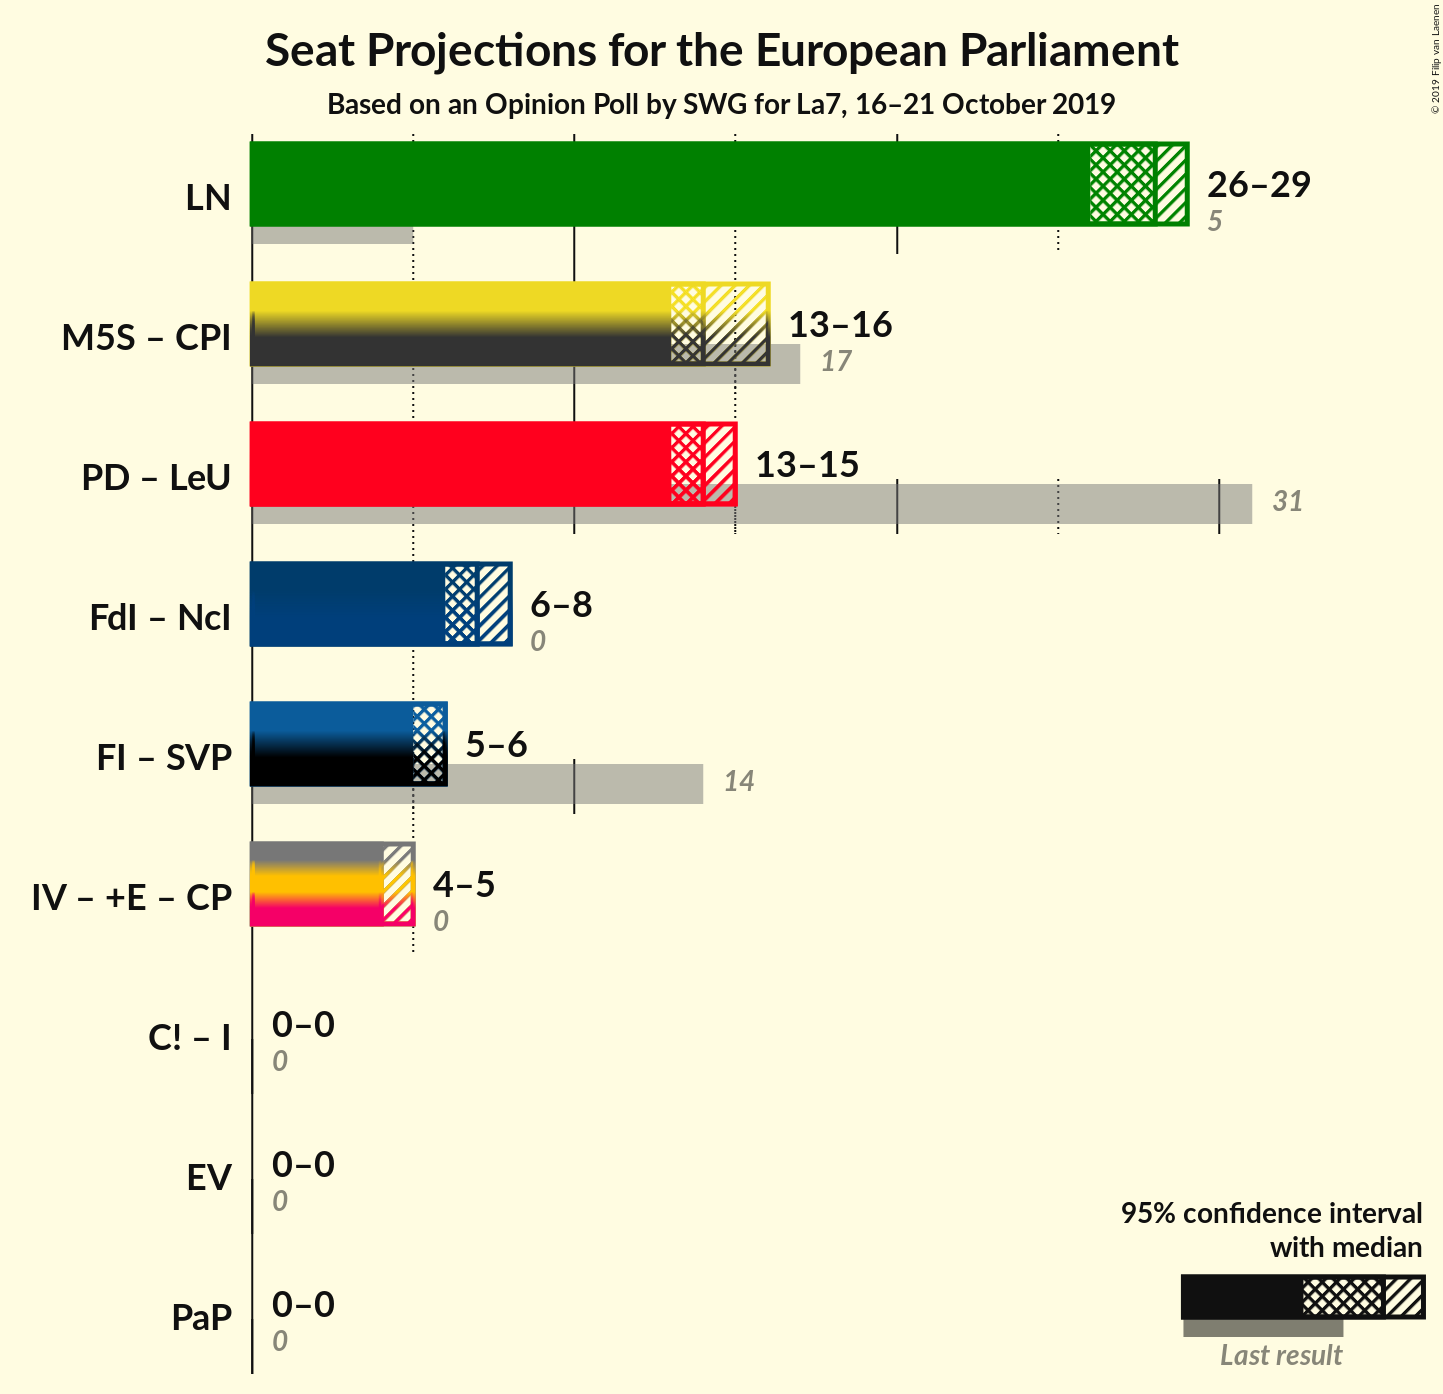 Seat Projections for the European Parliament
Based on an Opinion Poll by SWG for La7, 16–21 October 2019
© 2019 Filip van Laenen
LN
26–29
5
M5S – CPI
13–16
17
PD – LeU
13–15
31
FdI – NcI
6–8
0
FI – SVP
5–6
14
IV – +E – CP
4–5
0
C! – I
0–0
0
EV
0–0
0
PaP
0–0
0
95% confidence interval
with median
Last result